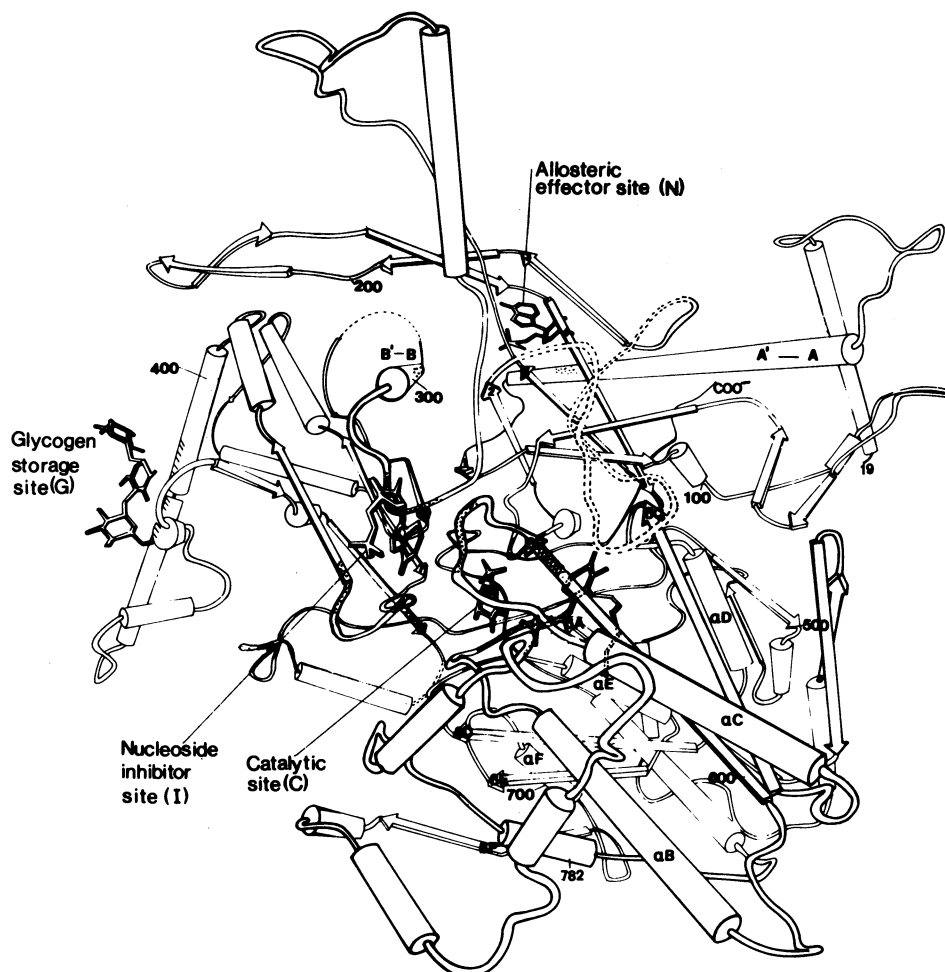 Allosteric
effector site (N)
200
B'—B
A'—A
400
300
COO-
Glycogen
storage
site(G)
19
100
αD
500
αE
αC
Nucleoside
inhibitor
site (I)
Catalytic
site(C)
αF
700
600
αB
782